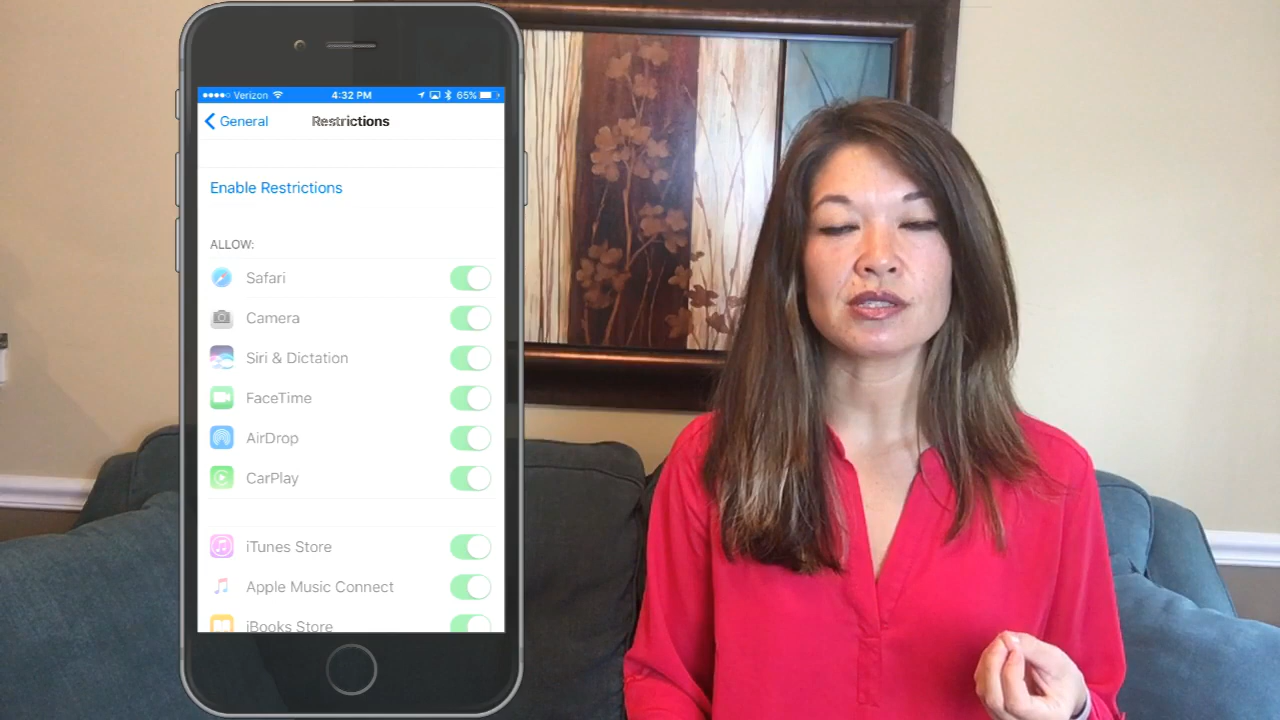 Verizon 4:32 PM 65%
General Restrictions
Enable Restrictions
ALLOW:
Safari
Camera
Siri & Dictation
FaceTime
AirDrop
CarPlay
iTunes Store
Apple Music Connect
iBooks Store